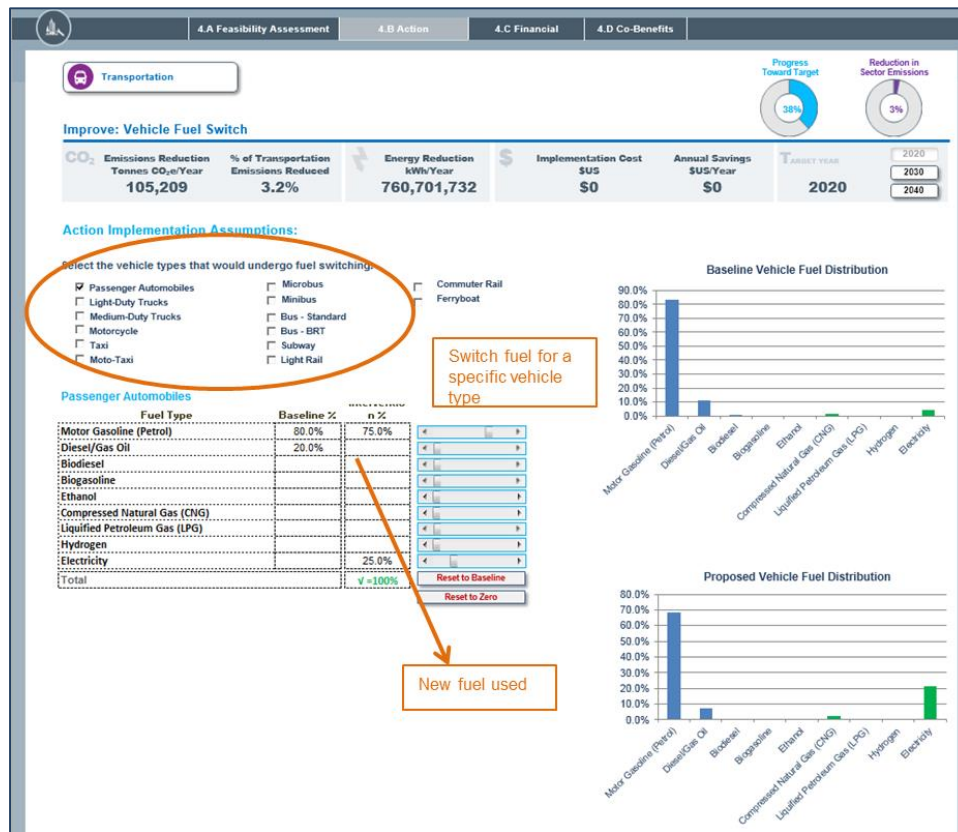 4.A Feasibility Assessment 4.B Action 4.C Financial 4.D Co-Benefits
Transportation
Progress Toward Target
38%
Reduction in Sector Emissions
3%
Improve: Vehicle Fuel Switch
CO₂ Emissions Reduction Tonnes CO₂e/Year
105,209
% of Transportation Emissions Reduced
3.2%
Energy Reduction kWh/Year
760,701,732
$ Implementation Cost $US
$0
Annual Savings $US/Year
$0
TARGET YEAR
2020
2020
2030
2040
Action Implementation Assumptions:
Select the vehicle types that would undergo fuel switching:
Passenger Automobiles
Light-Duty Trucks
Medium-Duty Trucks
Motorcycle
Taxi
Moto-Taxi
Microbus
Minibus
Bus - Standard
Bus - BRT
Subway
Light Rail
Commuter Rail
Ferryboat
Switch fuel for a
specific vehicle
type
Passenger Automobiles
Fuel Type Baseline % n %
Motor Gasoline (Petrol) 80.0% 75.0%
Diesel/Gas Oil 20.0%
Biodiesel
Biogasoline
Ethanol
Compressed Natural Gas (CNG)
Liquified Petroleum Gas (LPG)
Hydrogen
Electricity 25.0%
Total √ =100%
Reset to Baseline
Reset to Zero
New fuel used
Baseline Vehicle Fuel Distribution
90.0%
80.0%
70.0%
60.0%
50.0%
40.0%
30.0%
20.0%
10.0%
0.0%
Motor Gasoline (Petrol)
Diesel/Gas Oil
Biodiesel
Biogasoline
Ethanol
Compressed Natural Gas (CNG)
Liquified Petroleum Gas (LPG)
Hydrogen
Electricity
Proposed Vehicle Fuel Distribution
80.0%
70.0%
60.0%
50.0%
40.0%
30.0%
20.0%
10.0%
0.0%
Motor Gasoline (Petrol)
Diesel/Gas Oil
Biodiesel
Biogasoline
Ethanol
Compressed Natural Gas (CNG)
Liquified Petroleum Gas (LPG)
Hydrogen
Electricity